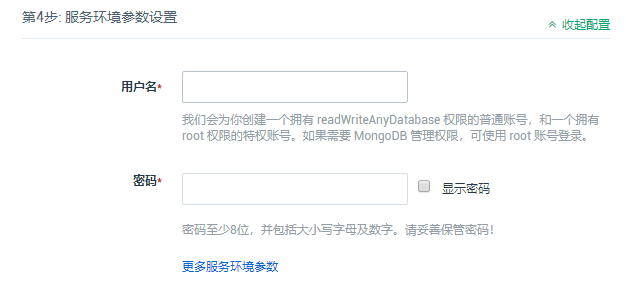 第4步: 服务环境参数设置
收起配置
用户名*
我们会为你创建一个拥有 readWriteAnyDatabase 权限的普通账号，和一个拥有
root 权限的特权账号。如果需要 MongoDB 管理权限，可使用 root 账号登录。
密码*
显示密码
密码至少8位，并包括大小写字母及数字。请妥善保管密码！
更多服务环境参数